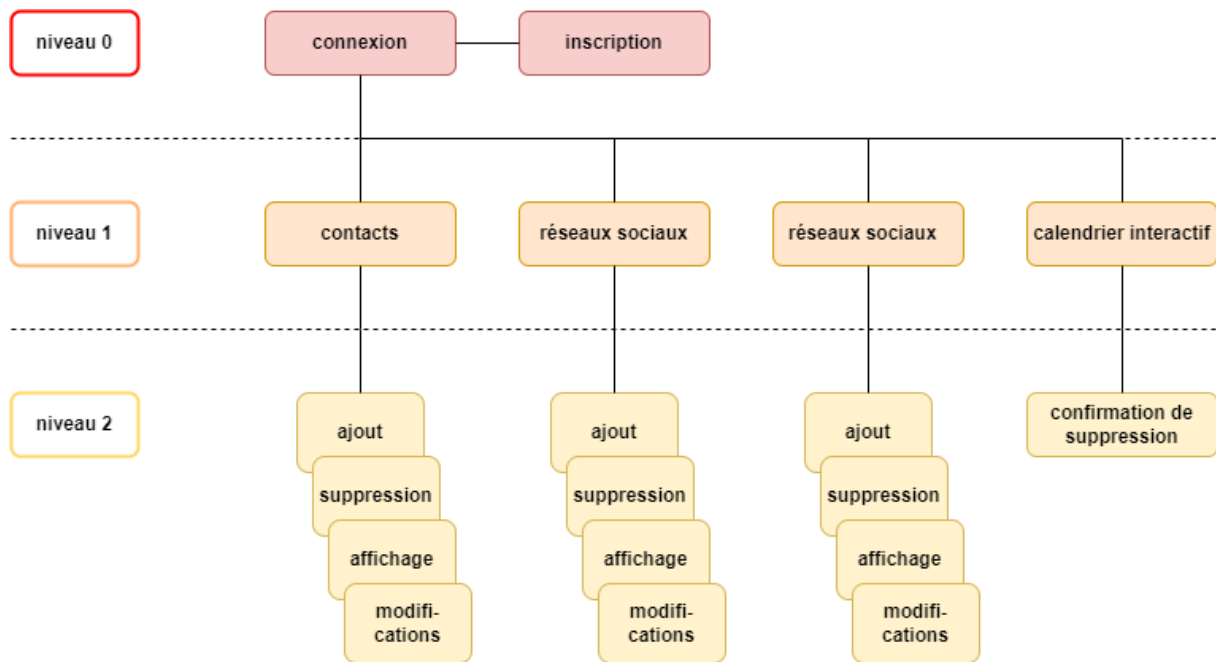 niveau 0
connexion
inscription
niveau 1
contacts
réseaux sociaux
réseaux sociaux
calendrier interactif
niveau 2
ajout
suppression
affichage
modifi-
cations
ajout
suppression
affichage
modifi-
cations
ajout
suppression
affichage
modifi-
cations
confirmation de
suppression